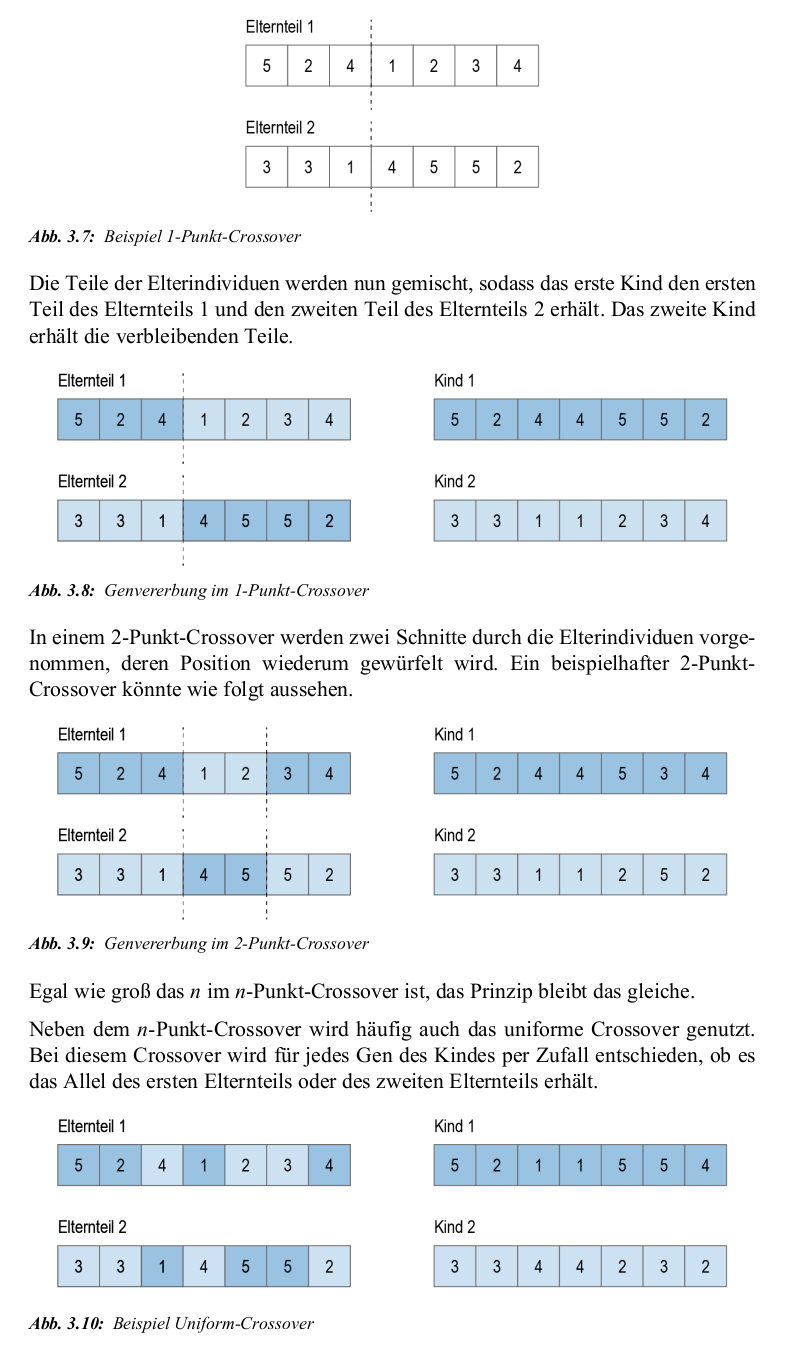 Elternteil 1
5 2 4 1 2 3 4
Elternteil 2
3 3 1 4 5 5 2
Abb. 3.7: Beispiel 1-Punkt-Crossover
Die Teile der Elterindividuen werden nun gemischt, sodass das erste Kind den ersten
Teil des Elternteils 1 und den zweiten Teil des Elternteils 2 erhält. Das zweite Kind
erhält die verbleibenden Teile.
Elternteil 1 Kind 1
5 2 4 1 2 3 4 5 2 4 4 5 5 2
Elternteil 2 Kind 2
3 3 1 4 5 5 2 3 3 1 1 2 3 4
Abb. 3.8: Genvererbung im 1-Punkt-Crossover
In einem 2-Punkt-Crossover werden zwei Schnitte durch die Elterindividuen vorge-
nommen, deren Position wiederum gewürfelt wird. Ein beispielhafter 2-Punkt-
Crossover könnte wie folgt aussehen.
Elternteil 1 Kind 1
5 2 4 1 2 3 4 5 2 4 4 5 3 4
Elternteil 2 Kind 2
3 3 1 4 5 5 2 3 3 1 1 2 5 2
Abb. 3.9: Genvererbung im 2-Punkt-Crossover
Egal wie groß das n im n-Punkt-Crossover ist, das Prinzip bleibt das gleiche.
Neben dem n-Punkt-Crossover wird häufig auch das uniforme Crossover genutzt.
Bei diesem Crossover wird für jedes Gen des Kindes per Zufall entschieden, ob es
das Allel des ersten Elternteils oder des zweiten Elternteils erhält.
Elternteil 1 Kind 1
5 2 4 1 2 3 4 5 2 1 1 5 5 4
Elternteil 2 Kind 2
3 3 1 4 5 5 2 3 3 4 4 2 3 2
Abb. 3.10: Beispiel Uniform-Crossover